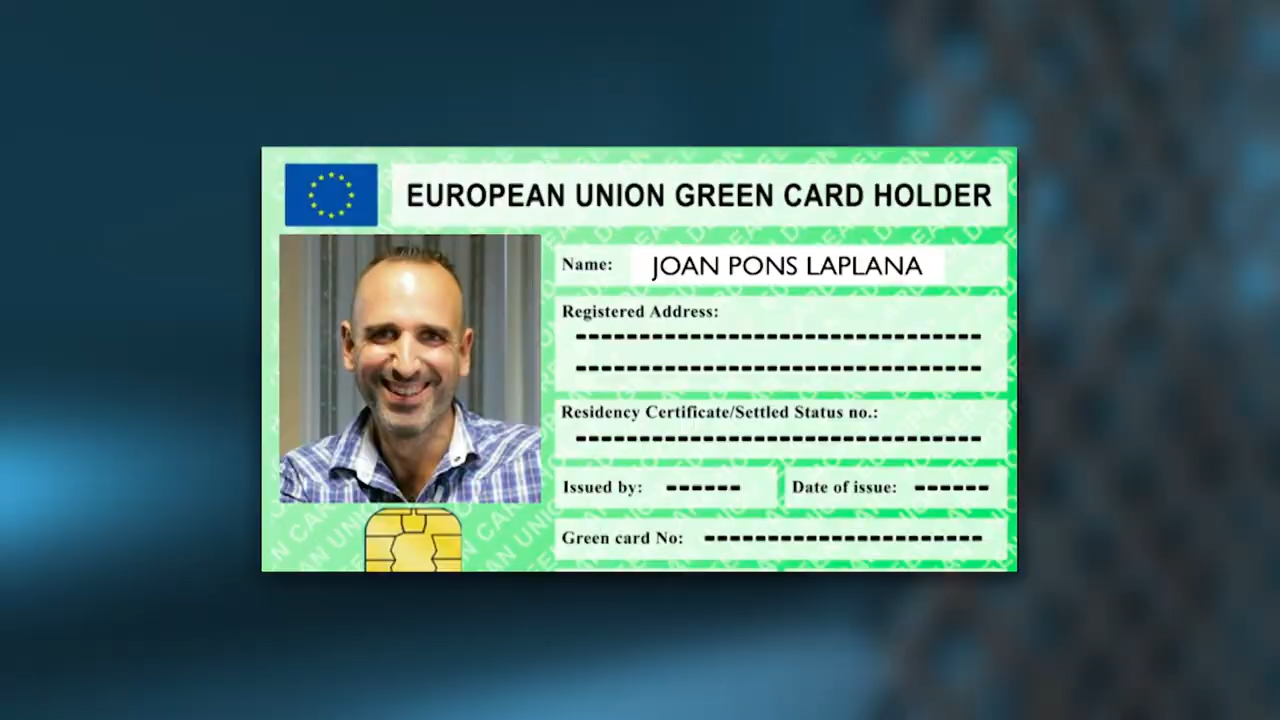 EUROPEAN UNION GREEN CARD HOLDER
Name: JOAN PONS LAPLANA
Registered Address:
Residency Certificate/Settled Status no.:
Issued by: Date of issue:
Green card No: